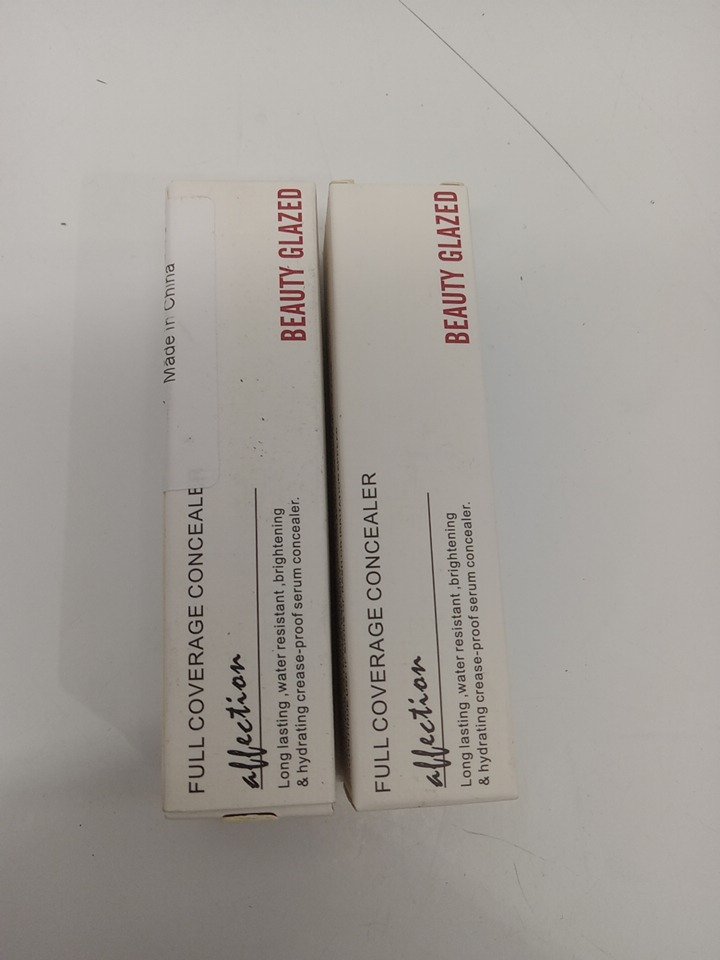 Made in China
BEAUTY GLAZED
FULL COVERAGE CONCEALE
affection
Long lasting ,water resistant ,brightening
& hydrating crease-proof serum concealer.
BEAUTY GLAZED
FULL COVERAGE CONCEALER
affection
Long lasting ,water resistant ,brightening
& hydrating crease-proof serum concealer.